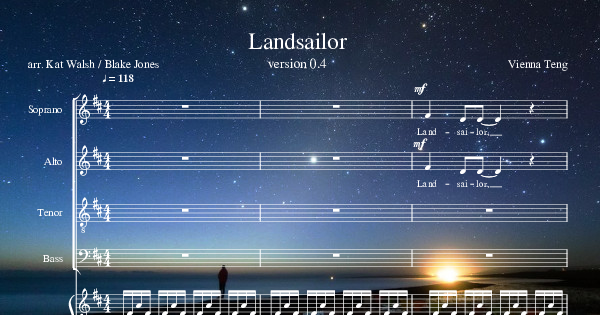 Landsailor
version 0.4
arr. Kat Walsh / Blake Jones
Vienna Teng
♩ = 118
mf
Soprano
Land - sai - lor,
mf
Alto
Land - sai - lor,
Tenor
Bass